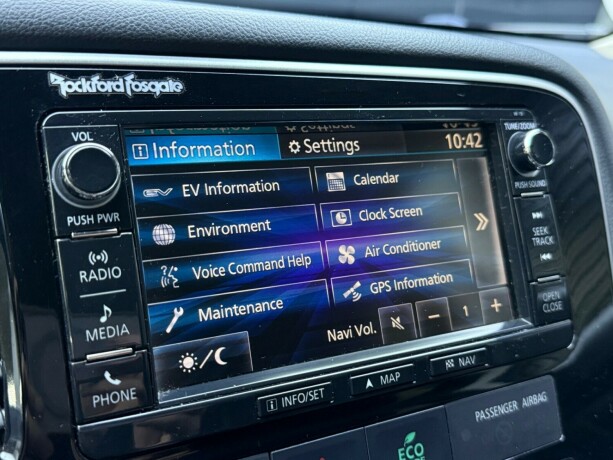 Rockford Fosgate
VOL
PUSH PWR
RADIO
MEDIA
PHONE
Information
Settings
10:42
EV EV Information
Calendar
Environment
Clock Screen
Voice Command Help
Air Conditioner
Maintenance
GPS Information
Navi Vol. − 1 +
TUNE/ZOOM
PUSH SOUND
SEEK
TRACK
OPEN
CLOSE
INFO/SET
MAP
NAV
PASSENGER AIRBAG
ECO